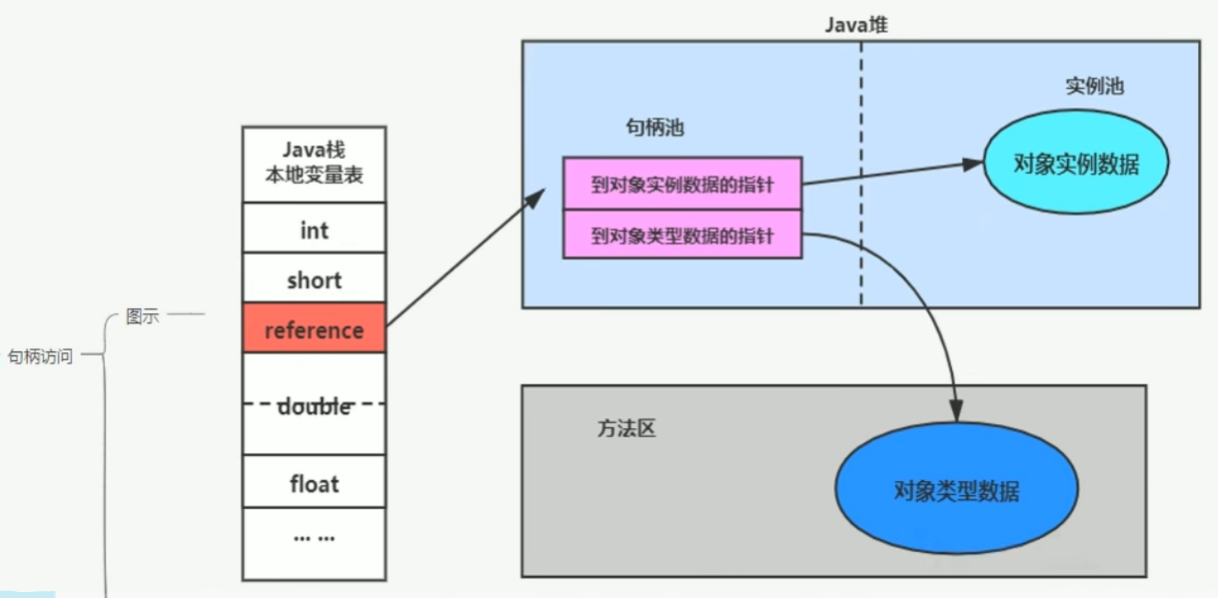 Java堆
实例池
句柄池
Java栈
本地变量表
对象实例数据
到对象实例数据的指针
int
到对象类型数据的指针
short
图示
reference
句柄访问
double
方法区
float
对象类型数据
... ...